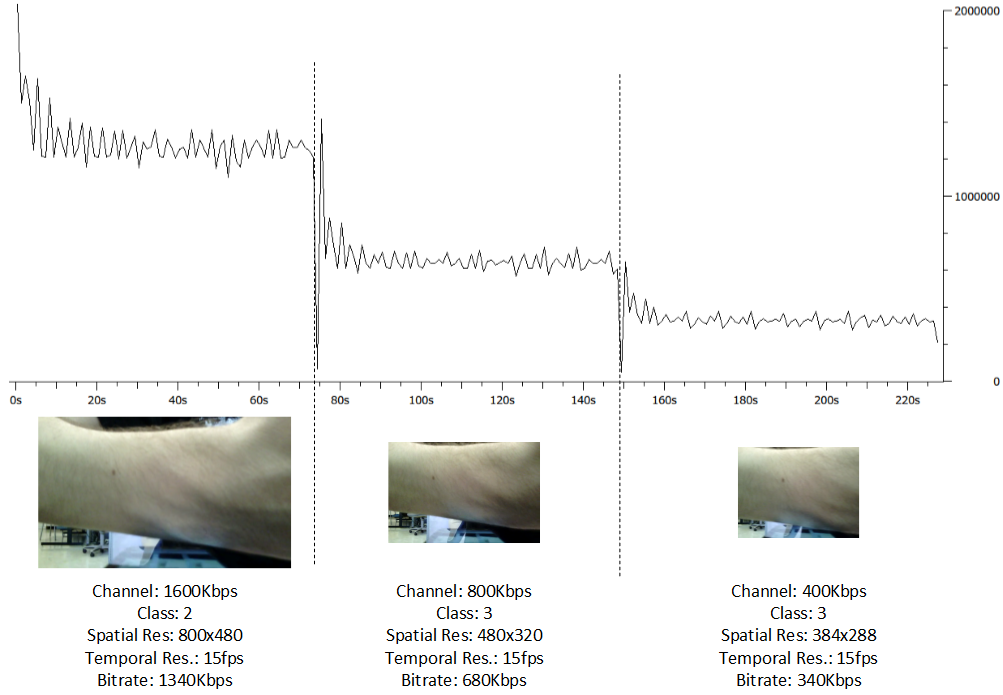 2000000
1000000
0
0s 20s 40s 60s 80s 100s 120s 140s 160s 180s 200s 220s
Channel: 1600Kbps
Class: 2
Spatial Res: 800x480
Temporal Res.: 15fps
Bitrate: 1340Kbps
Channel: 800Kbps
Class: 3
Spatial Res: 480x320
Temporal Res.: 15fps
Bitrate: 680Kbps
Channel: 400Kbps
Class: 3
Spatial Res: 384x288
Temporal Res.: 15fps
Bitrate: 340Kbps